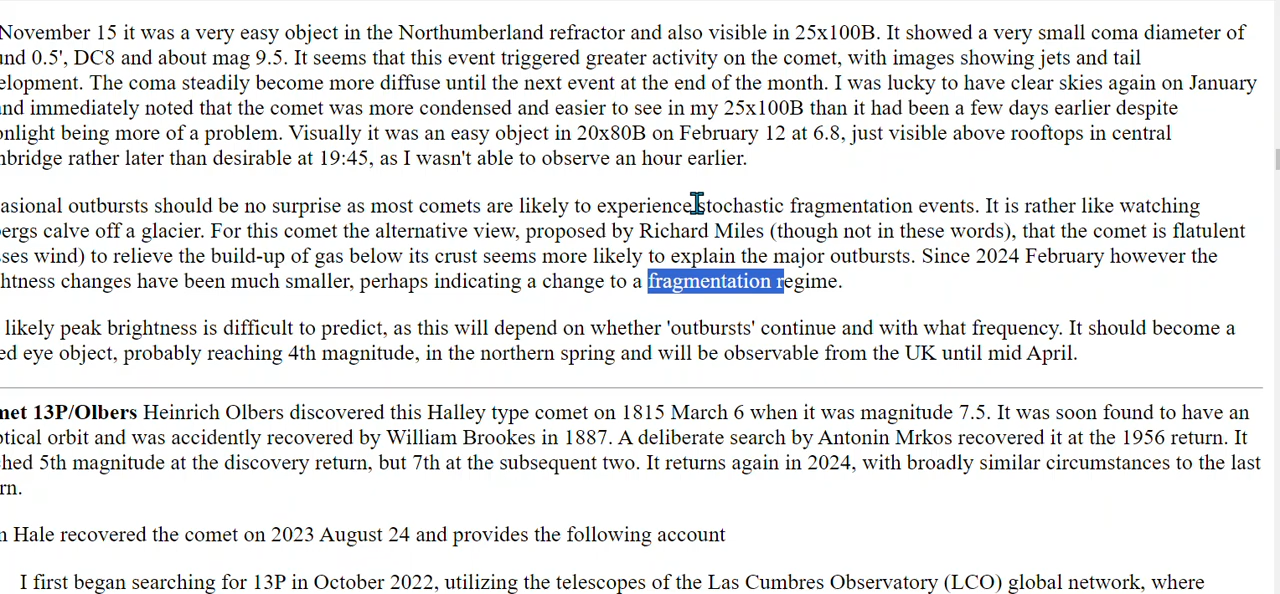 November 15 it was a very easy object in the Northumberland refractor and also visible in 25x100B. It showed a very small coma diameter of
und 0.5', DC8 and about mag 9.5. It seems that this event triggered greater activity on the comet, with images showing jets and tail
elopment. The coma steadily become more diffuse until the next event at the end of the month. I was lucky to have clear skies again on January
and immediately noted that the comet was more condensed and easier to see in my 25x100B than it had been a few days earlier despite
onlight being more of a problem. Visually it was an easy object in 20x80B on February 12 at 6.8, just visible above rooftops in central
nbridge rather later than desirable at 19:45, as I wasn't able to observe an hour earlier.
asional outbursts should be no surprise as most comets are likely to experience stochastic fragmentation events. It is rather like watching
bergs calve off a glacier. For this comet the alternative view, proposed by Richard Miles (though not in these words), that the comet is flatulent
ses wind) to relieve the build-up of gas below its crust seems more likely to explain the major outbursts. Since 2024 February however the
htness changes have been much smaller, perhaps indicating a change to a fragmentation regime.
likely peak brightness is difficult to predict, as this will depend on whether 'outbursts' continue and with what frequency. It should become a
ed eye object, probably reaching 4th magnitude, in the northern spring and will be observable from the UK until mid April.
met 13P/Olbers Heinrich Olbers discovered this Halley type comet on 1815 March 6 when it was magnitude 7.5. It was soon found to have an
ptical orbit and was accidently recovered by William Brookes in 1887. A deliberate search by Antonin Mrkos recovered it at the 1956 return. It
hed 5th magnitude at the discovery return, but 7th at the subsequent two. It returns again in 2024, with broadly similar circumstances to the last
rn.
n Hale recovered the comet on 2023 August 24 and provides the following account
I first began searching for 13P in October 2022, utilizing the telescopes of the Las Cumbres Observatory (LCO) global network, where